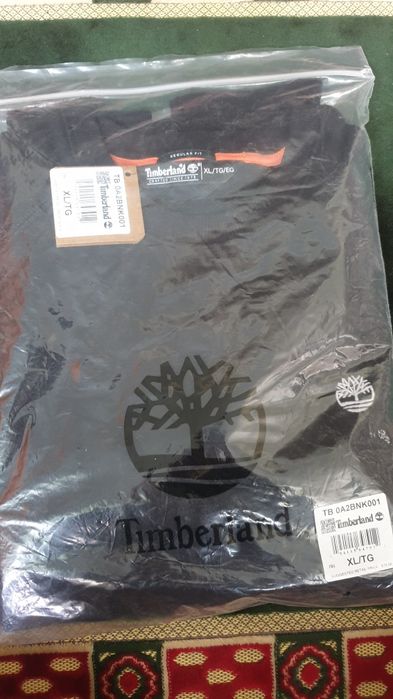 REGULAR FIT
Timberland
XL/TG/EG
TB 0A2BNK001
Timberland
XL/TG
Timberland
TB 0A2BNK001
Timberland
XL/TG